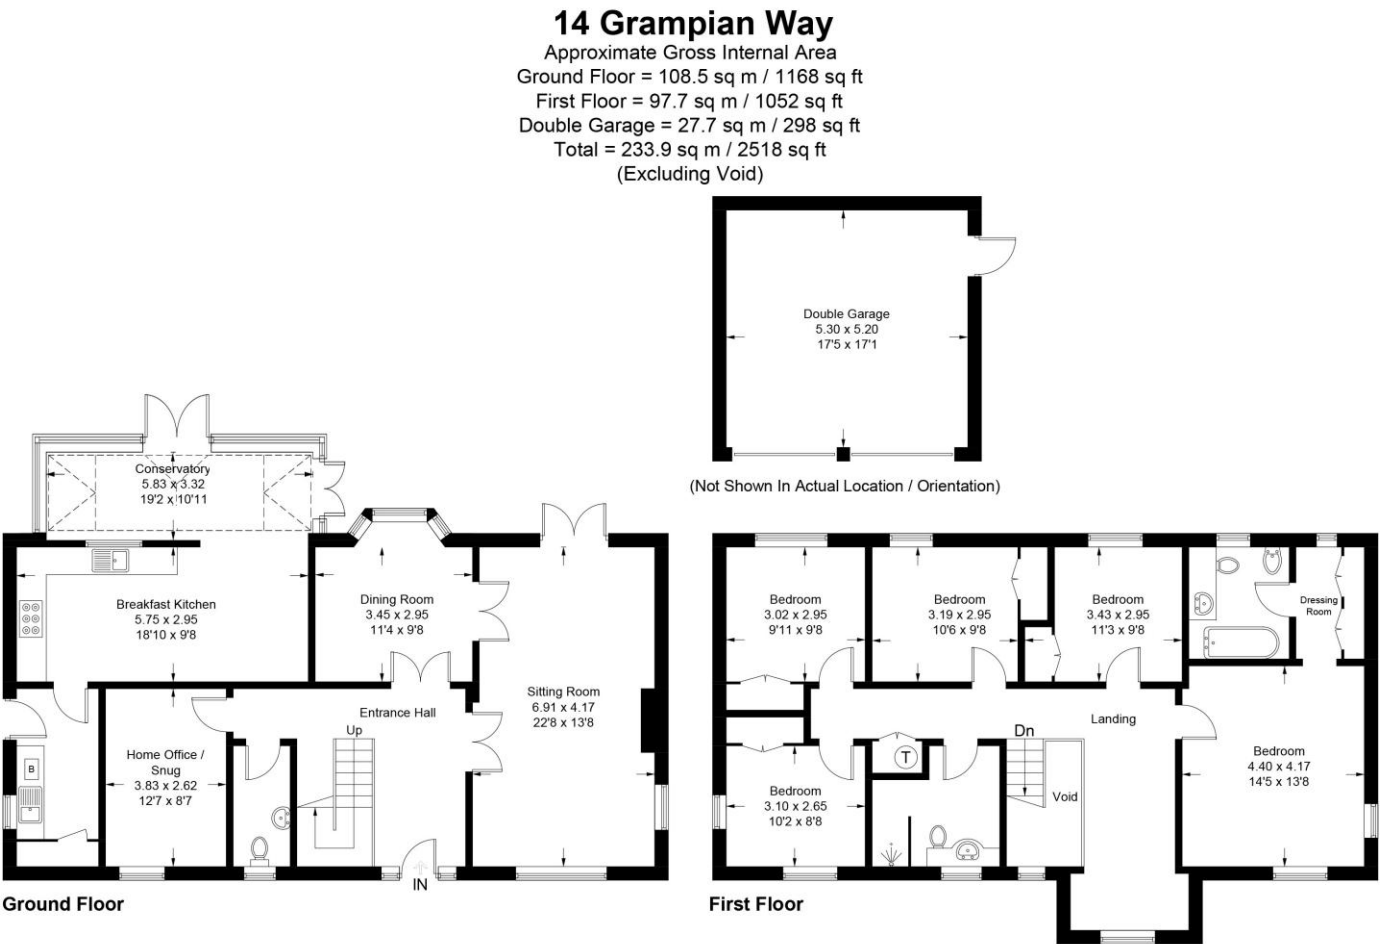 14 Grampian Way
Approximate Gross Internal Area
Ground Floor = 108.5 sq m / 1168 sq ft
First Floor = 97.7 sq m / 1052 sq ft
Double Garage = 27.7 sq m / 298 sq ft
Total = 233.9 sq m / 2518 sq ft
(Excluding Void)
Double Garage
5.30 x 5.20
17'5 x 17'1
(Not Shown In Actual Location / Orientation)
Conservatory
5.83 x 3.32
19'2 x 10'11
Breakfast Kitchen
5.75 x 2.95
18'10 x 9'8
Dining Room
3.45 x 2.95
11'4 x 9'8
Sitting Room
6.91 x 4.17
22'8 x 13'8
Entrance Hall
Up
Home Office /
Snug
3.83 x 2.62
12'7 x 8'7
B
IN
Ground Floor
Bedroom
3.02 x 2.95
9'11 x 9'8
Bedroom
3.19 x 2.95
10'6 x 9'8
Bedroom
3.43 x 2.95
11'3 x 9'8
Dressing
Room
Landing
Dn
T
Void
Bedroom
4.40 x 4.17
14'5 x 13'8
Bedroom
3.10 x 2.65
10'2 x 8'8
First Floor